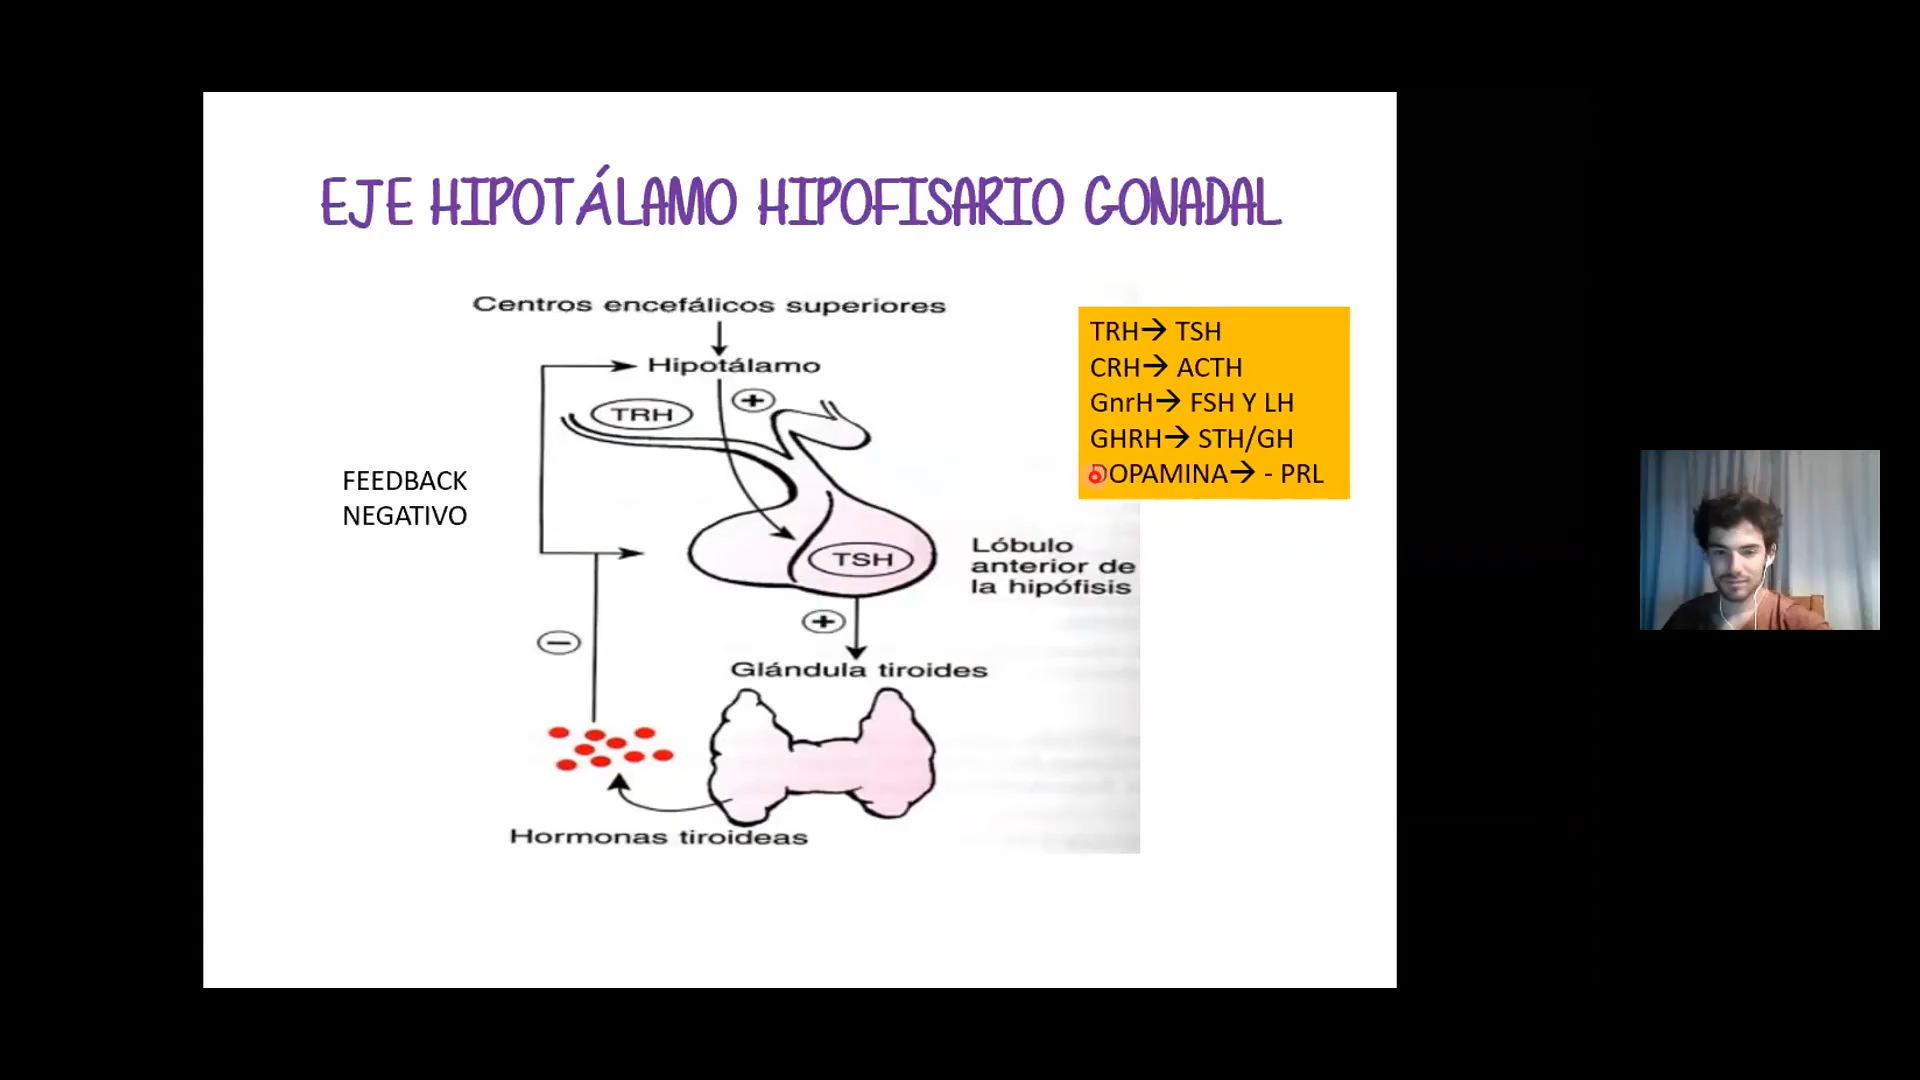 EJE HIPOTÁLAMO HIPOFISARIO GONADAL
Centros encefálicos superiores
Hipotálamo
TRH
+
FEEDBACK
NEGATIVO
TSH
Lóbulo
anterior de
la hipófisis
+
−
Glándula tiroides
Hormonas tiroideas
TRH→ TSH
CRH→ ACTH
GnrH→ FSH Y LH
GHRH→ STH/GH
DOPAMINA→ - PRL